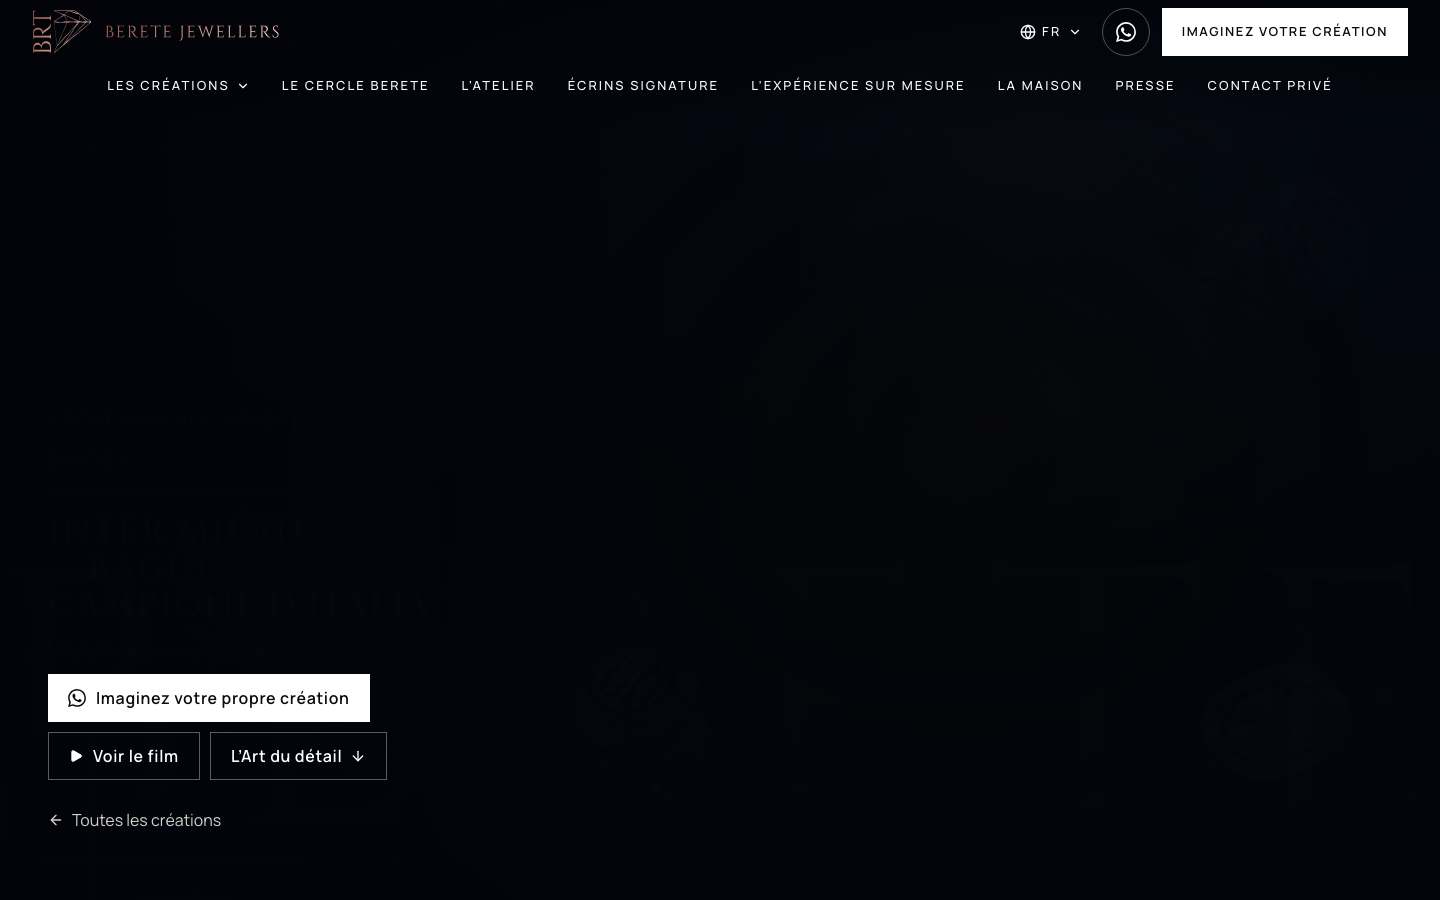 BRT BERETE JEWELLERS
FR
IMAGINEZ VOTRE CRÉATION
LES CRÉATIONS
LE CERCLE BERETE
L'ATELIER
ÉCRINS SIGNATURE
L'EXPÉRIENCE SUR MESURE
LA MAISON
PRESSE
CONTACT PRIVÉ
Imaginez votre propre création
Voir le film
L'Art du détail
Toutes les créations